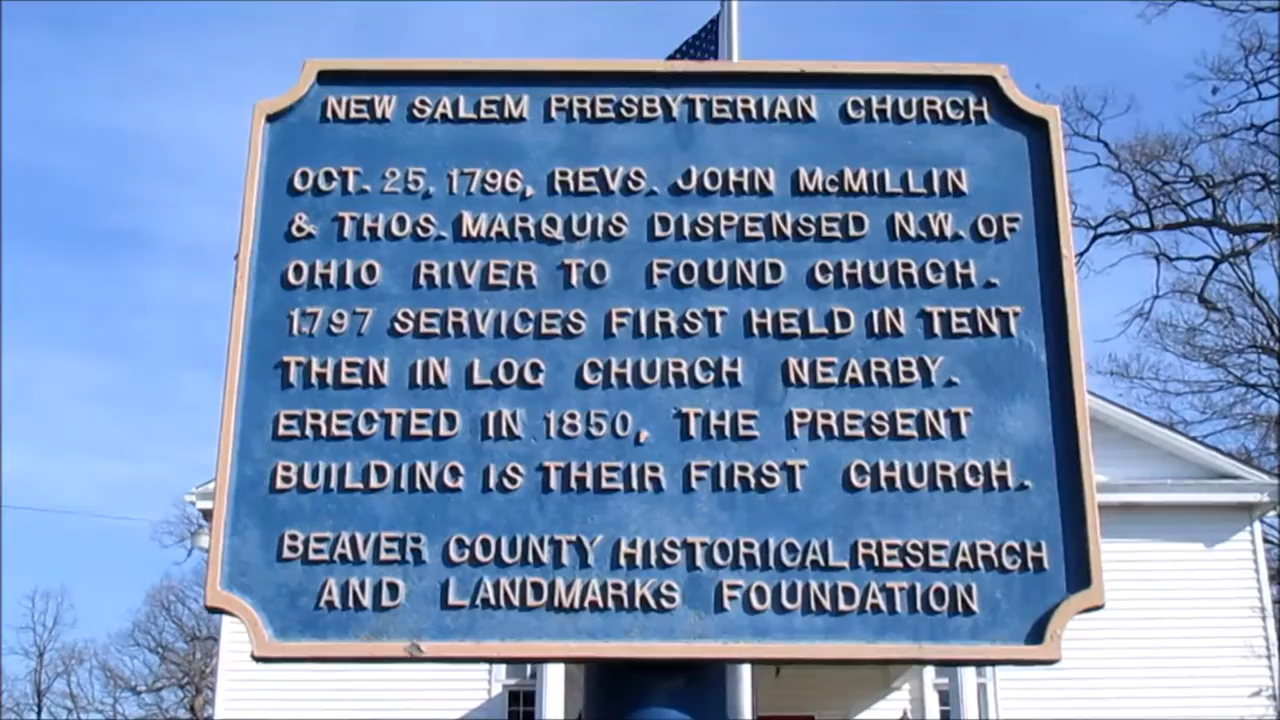 NEW SALEM PRESBYTERIAN CHURCH
OCT. 25, 1796, REVS. JOHN McMILLIN
& THOS. MARQUIS DISPENSED N.W. OF
OHIO RIVER TO FOUND CHURCH.
1797 SERVICES FIRST HELD IN TENT
THEN IN LOG CHURCH NEARBY.
ERECTED IN 1850, THE PRESENT
BUILDING IS THEIR FIRST CHURCH.
BEAVER COUNTY HISTORICAL RESEARCH
AND LANDMARKS FOUNDATION